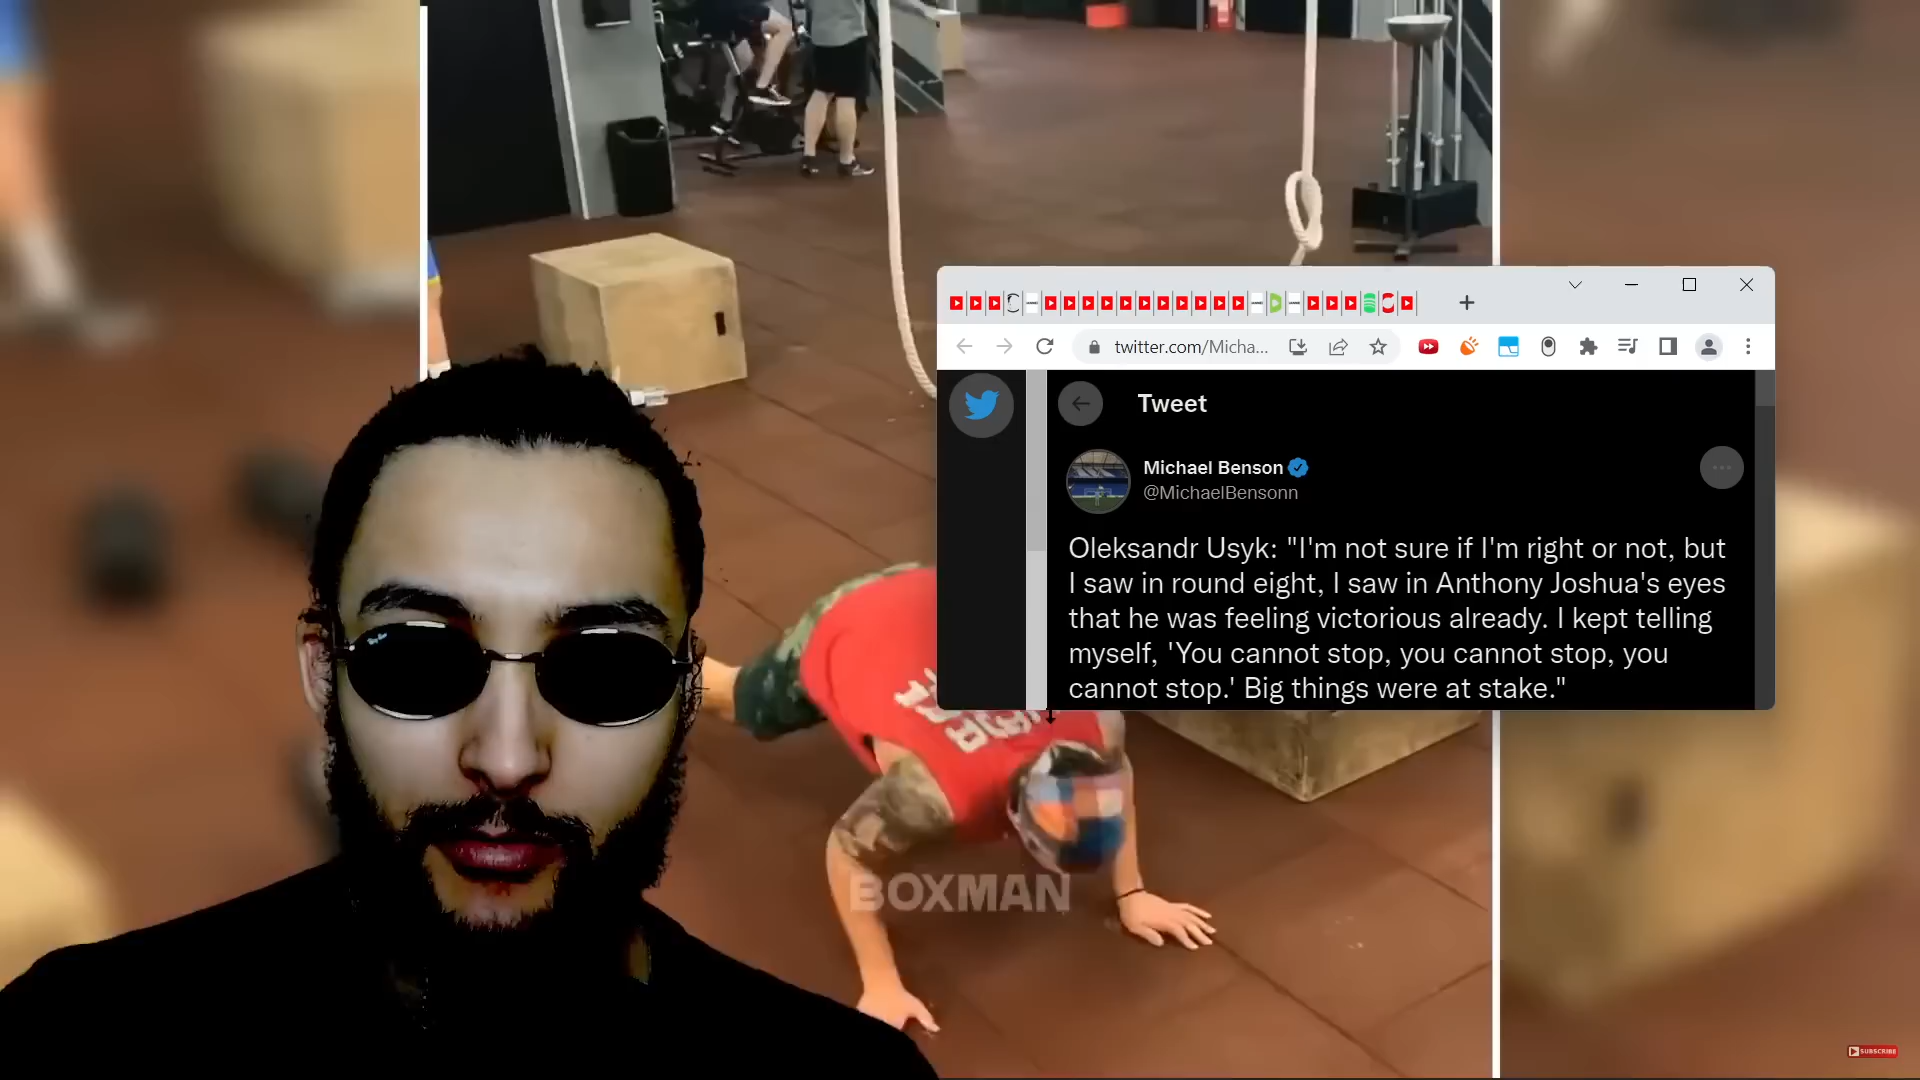 twitter.com/Micha...
Tweet
Michael Benson
@MichaelBensonn
Oleksandr Usyk: "I'm not sure if I'm right or not, but
I saw in round eight, I saw in Anthony Joshua's eyes
that he was feeling victorious already. I kept telling
myself, 'You cannot stop, you cannot stop, you
cannot stop.' Big things were at stake."
BOXMAN
SUBSCRIBE